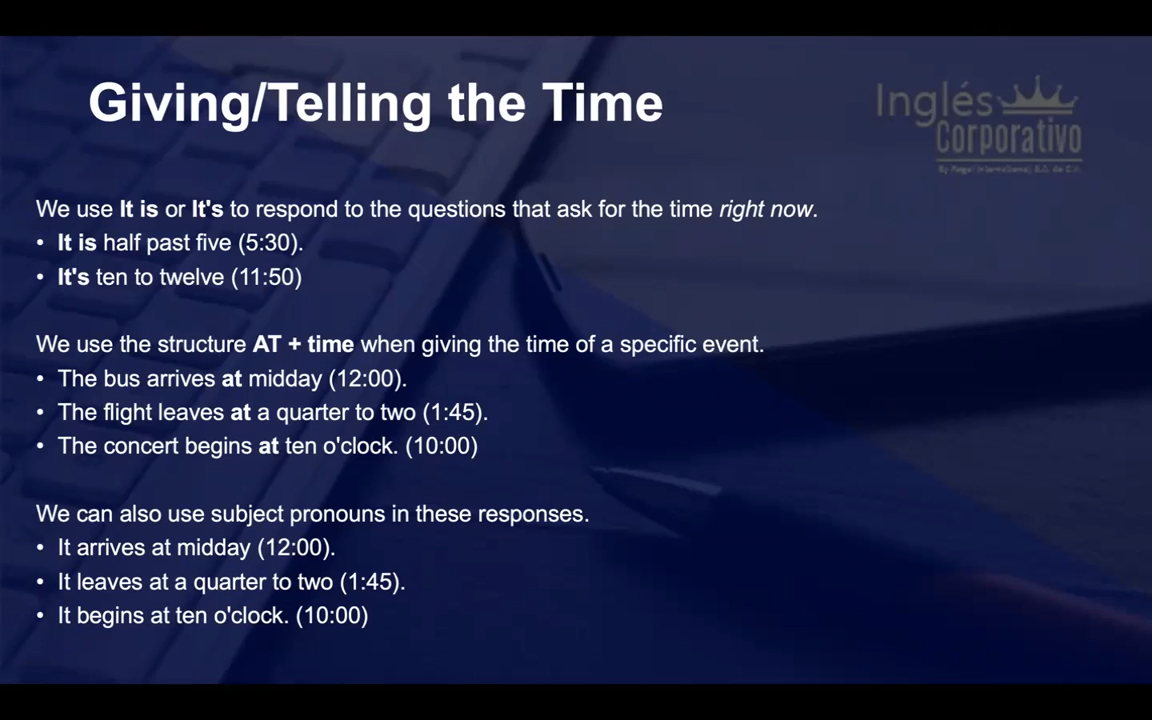 Giving/Telling the Time
Inglés
Corporativo
By Magal International S.A. de C.V.
We use It is or It's to respond to the questions that ask for the time right now.
• It is half past five (5:30).
• It's ten to twelve (11:50)
We use the structure AT + time when giving the time of a specific event.
• The bus arrives at midday (12:00).
• The flight leaves at a quarter to two (1:45).
• The concert begins at ten o'clock. (10:00)
We can also use subject pronouns in these responses.
• It arrives at midday (12:00).
• It leaves at a quarter to two (1:45).
• It begins at ten o'clock. (10:00)